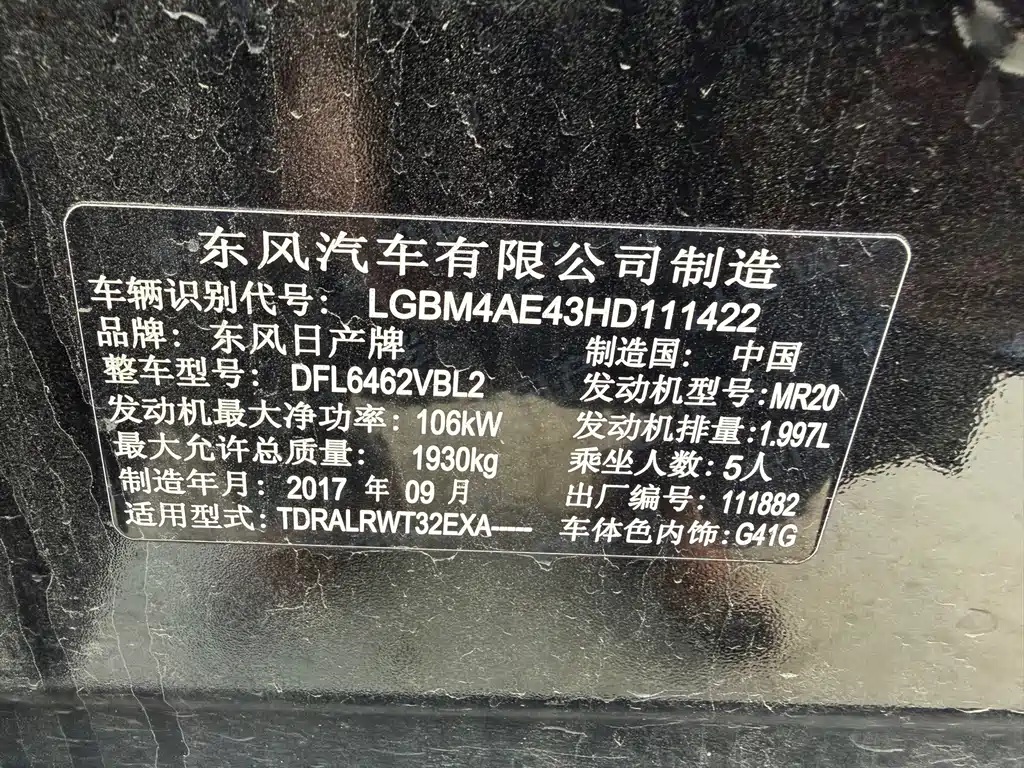 东风汽车有限公司制造
车辆识别代号: LGBM4AE43HD111422
品牌: 东风日产牌 制造国: 中国
整车型号: DFL6462VBL2 发动机型号:MR20
发动机最大净功率: 106kW 发动机排量:1.997L
最大允许总质量: 1930kg 乘坐人数: 5人
制造年月: 2017 年 09 月 出厂编号: 111882
适用型式: TDRALRWT32EXA----- 车体色内饰:G41G